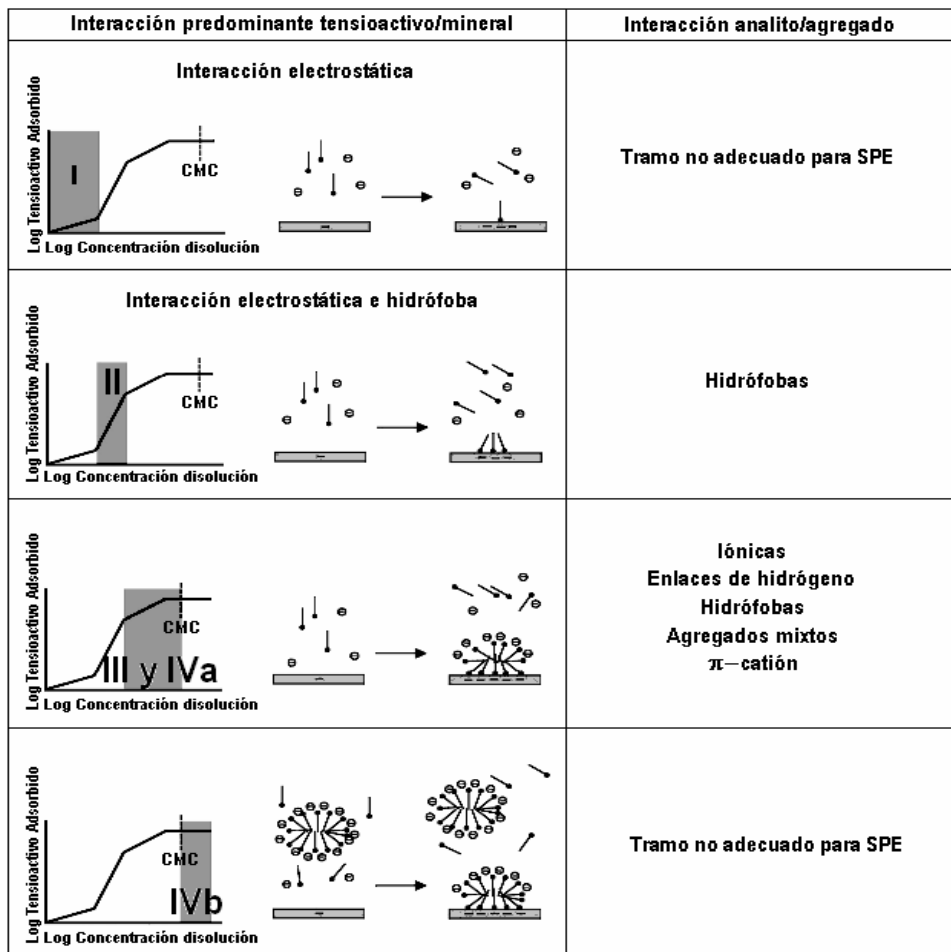 Interacción predominante tensioactivo/mineral
Interacción analito/agregado
Interacción electrostática
Log Tensioactivo Adsorbido
I
CMC
Log Concentración disolución
Tramo no adecuado para SPE
Interacción electrostática e hidrófoba
Log Tensioactivo Adsorbido
II
CMC
Log Concentración disolución
Hidrófobas
Log Tensioactivo Adsorbido
CMC
III y IVa
Log Concentración disolución
Iónicas
Enlaces de hidrógeno
Hidrófobas
Agregados mixtos
π−catión
Log Tensioactivo Adsorbido
CMC
IVb
Log Concentración disolución
Tramo no adecuado para SPE